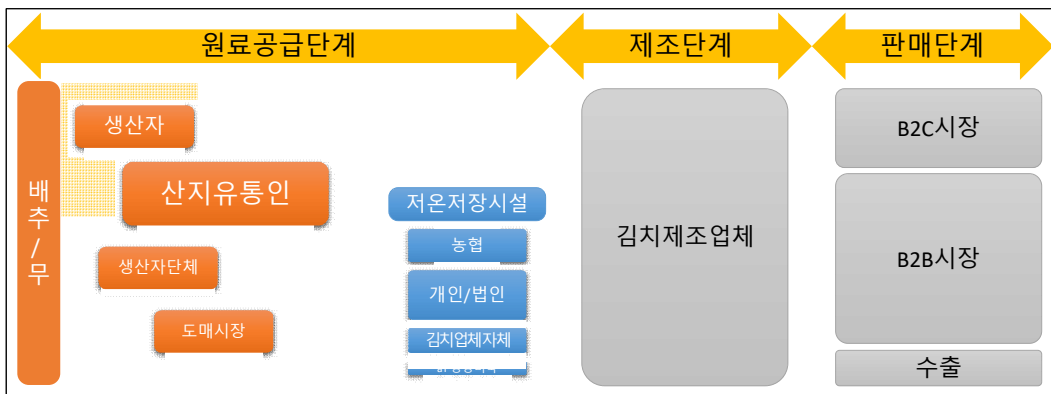 원료공급단계
제조단계
판매단계
배추/무
생산자
산지유통인
생산자단체
도매시장
저온저장시설
농협
개인/법인
김치업체자체
김치제조업체
B2C시장
B2B시장
수출